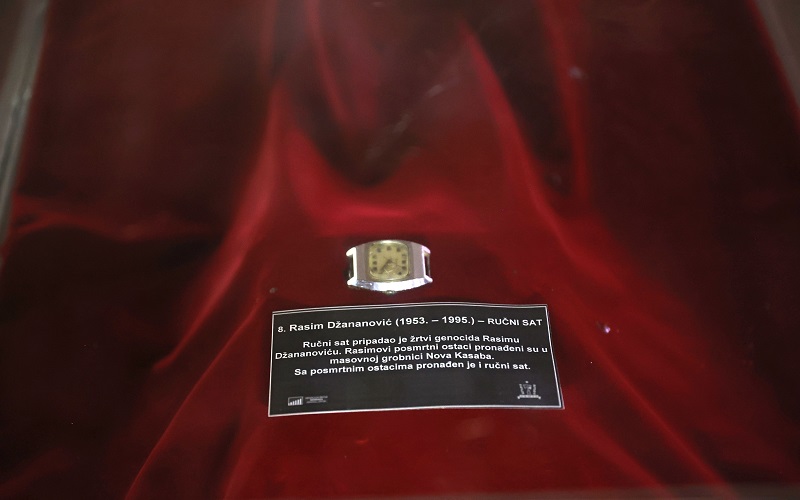 8. Rasim Džananović (1953. – 1995.) – RUČNI SAT
Ručni sat pripadao je žrtvi genocida Rasimu
Džananoviću. Rasimovi posmrtni ostaci pronađeni su u
masovnoj grobnici Nova Kasaba.
Sa posmrtnim ostacima pronađen je i ručni sat.